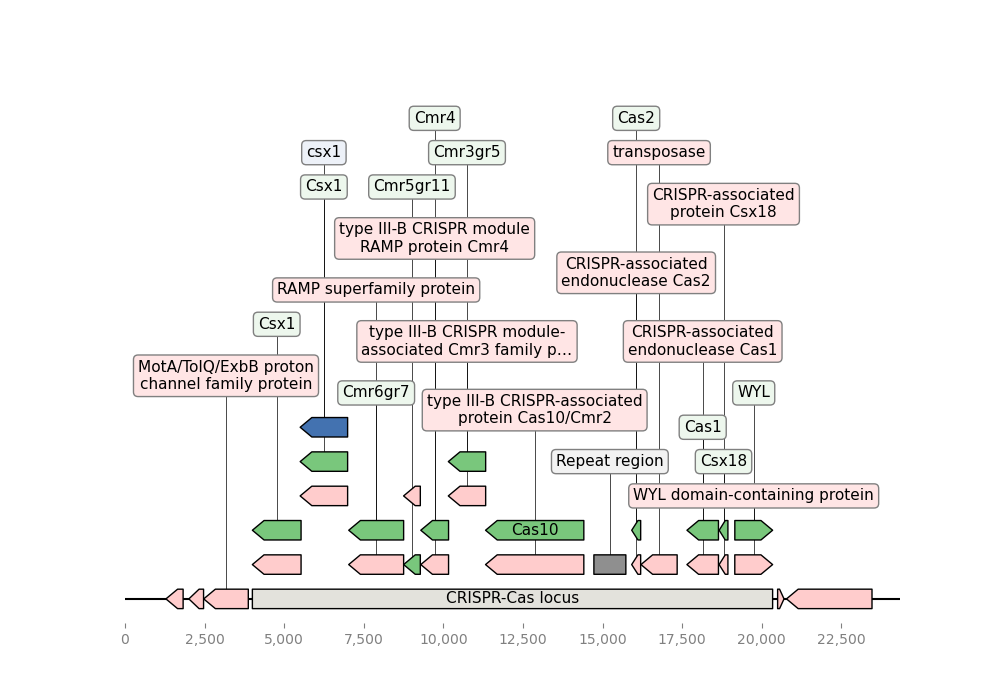 Cmr4
Cas2
csx1
Cmr3gr5
transposase
Csx1
Cmr5gr11
CRISPR-associated
protein Csx18
type III-B CRISPR module
RAMP protein Cmr4
CRISPR-associated
endonuclease Cas2
RAMP superfamily protein
Csx1
type III-B CRISPR module-
associated Cmr3 family p...
CRISPR-associated
endonuclease Cas1
MotA/TolQ/ExbB proton
channel family protein
Cmr6gr7
WYL
type III-B CRISPR-associated
protein Cas10/Cmr2
Cas1
Repeat region
Csx18
WYL domain-containing protein
Cas10
CRISPR-Cas locus
0 2,500 5,000 7,500 10,000 12,500 15,000 17,500 20,000 22,500